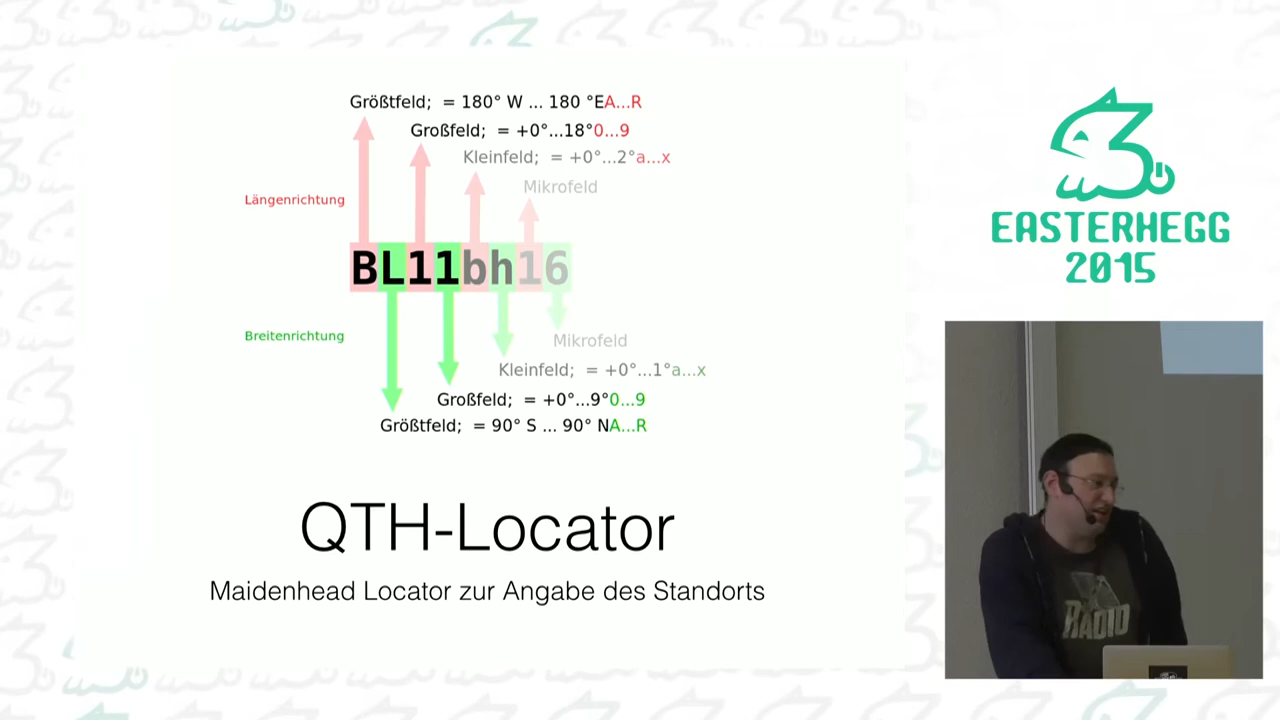 Größtfeld;  = 180° W ... 180 °EA...R
Großfeld;  = +0°...18°0...9
Kleinfeld;  = +0°...2°a...x
Mikrofeld
Längenrichtung
BL11bh16
Breitenrichtung
Mikrofeld
Kleinfeld;  = +0°...1°a...x
Großfeld;  = +0°...9°0...9
Größtfeld;  = 90° S ... 90° NA...R
QTH-Locator
Maidenhead Locator zur Angabe des Standorts
EASTERHEGG
2015
RADIO